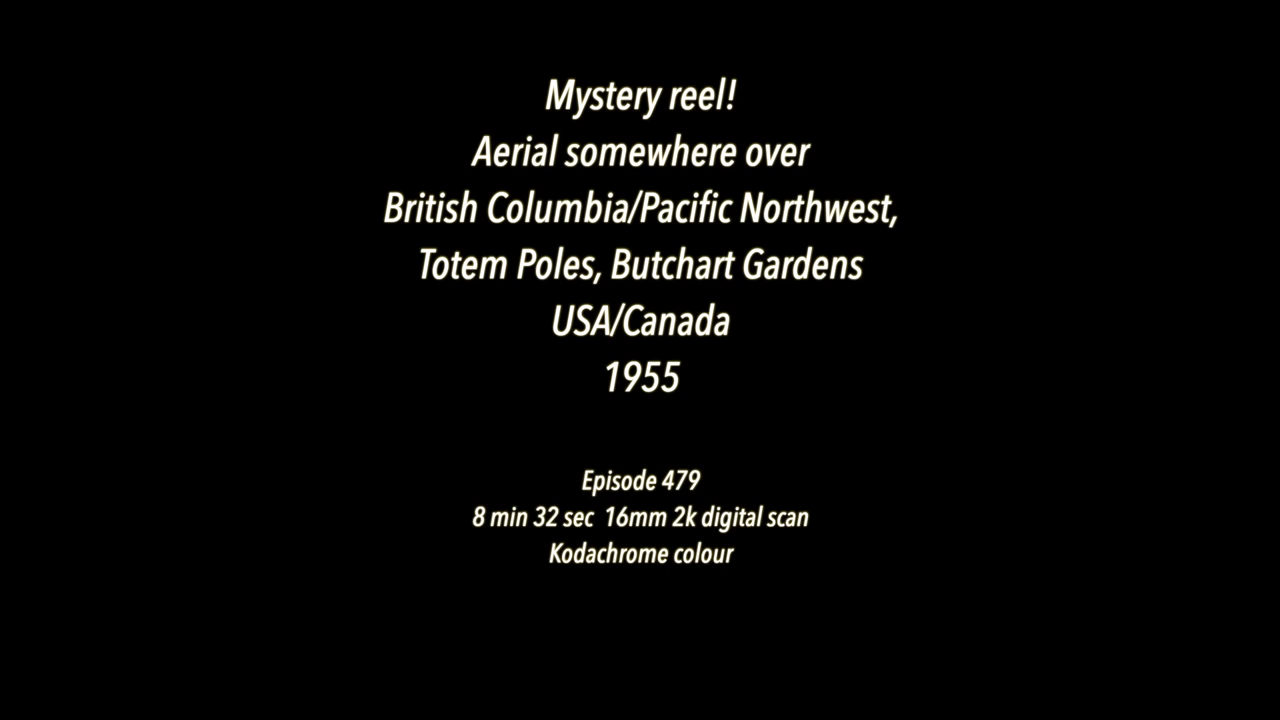 Mystery reel!
Aerial somewhere over
British Columbia/Pacific Northwest,
Totem Poles, Butchart Gardens
USA/Canada
1955
Episode 479
8 min 32 sec  16mm 2k digital scan
Kodachrome colour